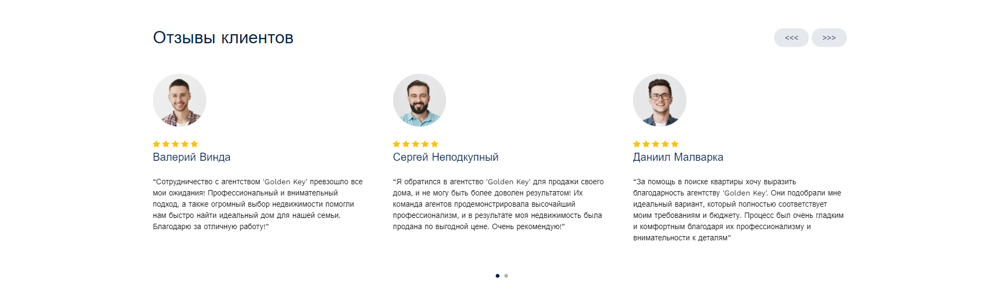 Отзывы клиентов
<<<
>>>
Валерий Винда
“Сотрудничество с агентством 'Golden Key' превзошло все
мои ожидания! Профессиональный и внимательный
подход, а также огромный выбор недвижимости помогли
нам быстро найти идеальный дом для нашей семьи.
Благодарю за отличную работу!”
Сергей Неподкупный
“Я обратился в агентство 'Golden Key' для продажи своего
дома, и не могу быть более доволен результатом! Их
команда агентов продемонстрировала высочайший
профессионализм, и в результате моя недвижимость была
продана по выгодной цене. Очень рекомендую!”
Даниил Малварка
“За помощь в поиске квартиры хочу выразить
благодарность агентству 'Golden Key'. Они подобрали мне
идеальный вариант, который полностью соответствует
моим требованиям и бюджету. Процесс был очень гладким
и комфортным благодаря их профессионализму и
внимательности к деталям”